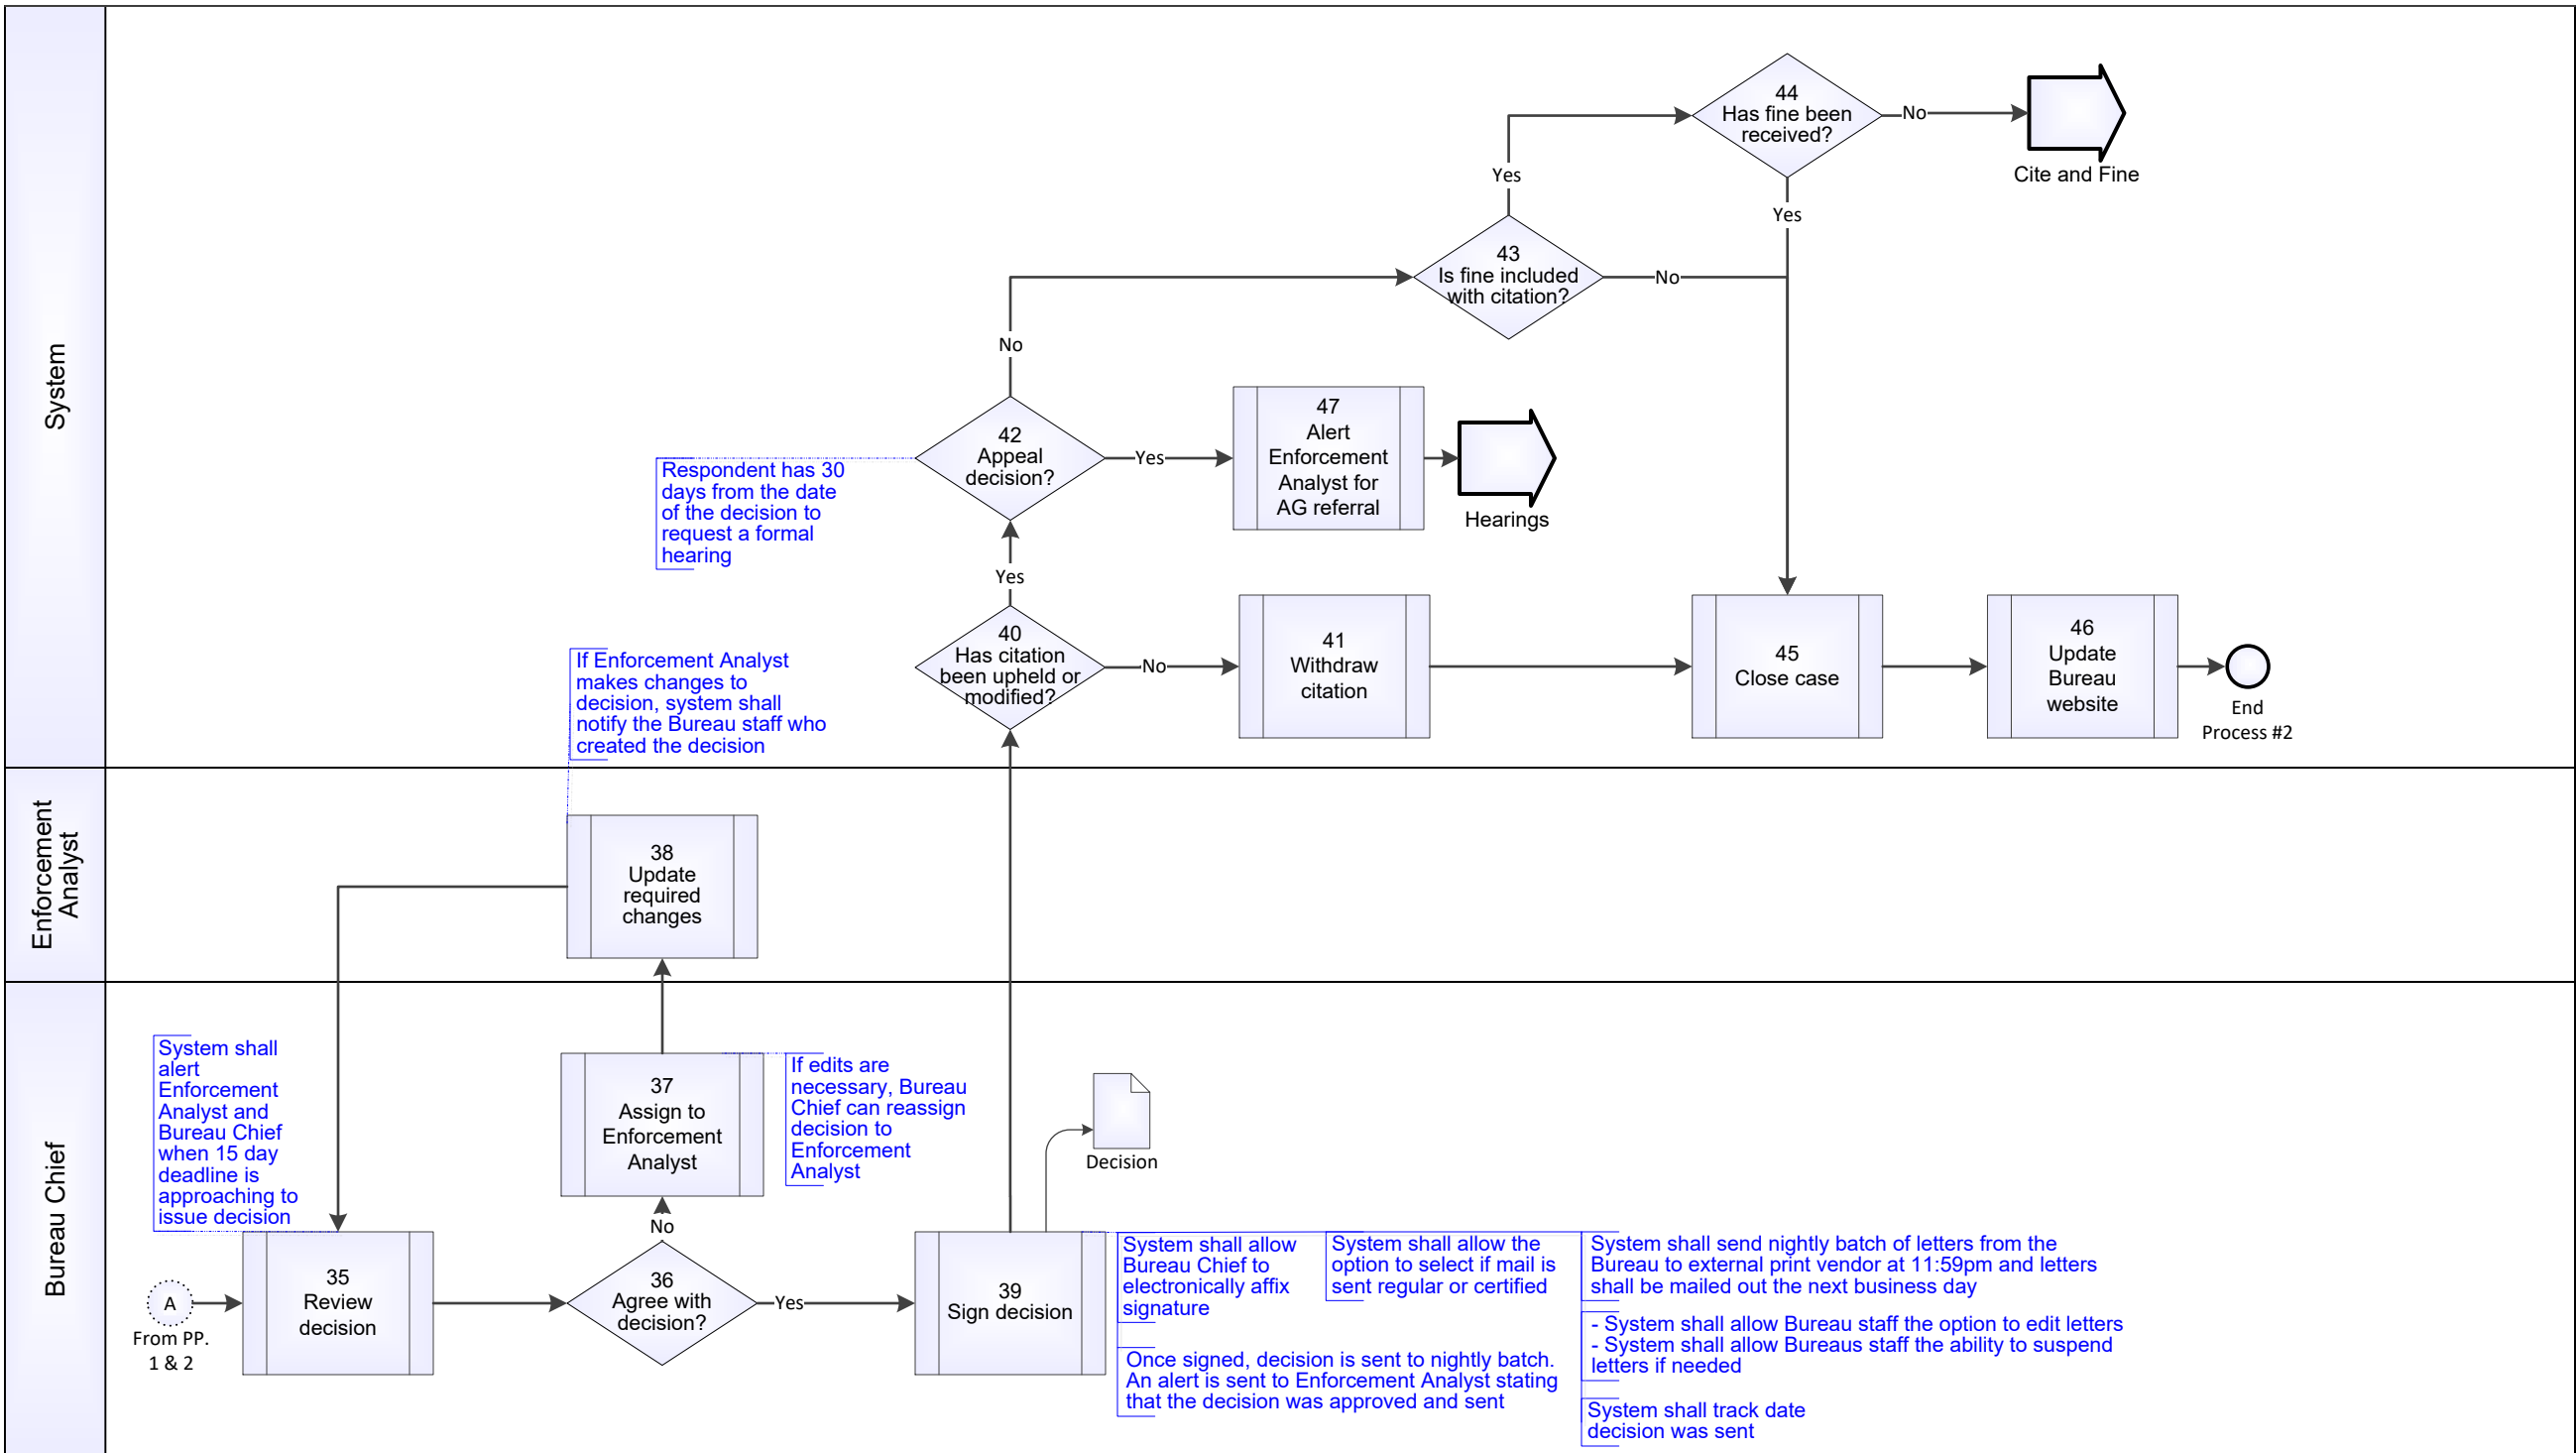 System
44
Has fine been
received?
No
Cite and Fine
Yes
Yes
43
Is fine included
with citation?
No
No
42
Appeal
decision?
Yes
47
Alert
Enforcement
Analyst for
AG referral
Hearings
Respondent has 30
days from the date
of the decision to
request a formal
hearing
Yes
40
Has citation
been upheld or
modified?
No
41
Withdraw
citation
45
Close case
46
Update
Bureau
website
End
Process #2
If Enforcement Analyst
makes changes to
decision, system shall
notify the Bureau staff who
created the decision
Enforcement
Analyst
38
Update
required
changes
Bureau Chief
System shall
alert
Enforcement
Analyst and
Bureau Chief
when 15 day
deadline is
approaching to
issue decision
37
Assign to
Enforcement
Analyst
If edits are
necessary, Bureau
Chief can reassign
decision to
Enforcement
Analyst
Decision
No
A
From PP.
1 & 2
35
Review
decision
36
Agree with
decision?
Yes
39
Sign decision
System shall allow
Bureau Chief to
electronically affix
signature
System shall allow the
option to select if mail is
sent regular or certified
System shall send nightly batch of letters from the
Bureau to external print vendor at 11:59pm and letters
shall be mailed out the next business day
- System shall allow Bureau staff the option to edit letters
- System shall allow Bureaus staff the ability to suspend
letters if needed
Once signed, decision is sent to nightly batch.
An alert is sent to Enforcement Analyst stating
that the decision was approved and sent
System shall track date
decision was sent